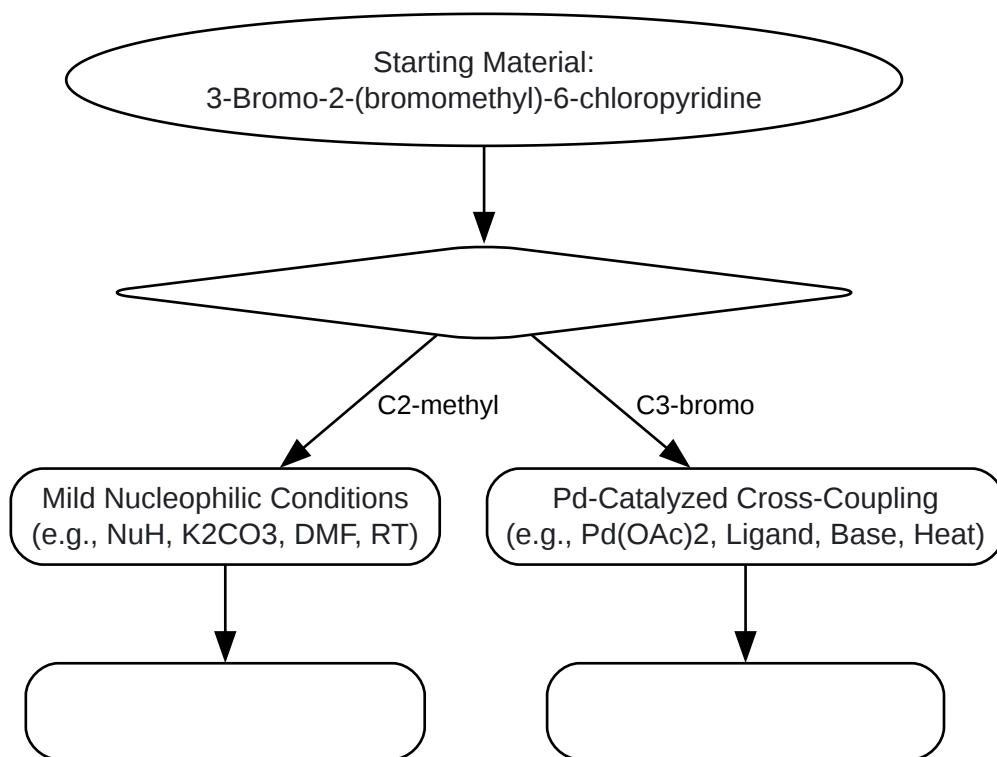 Starting Material:
3-Bromo-2-(bromomethyl)-6-chloropyridine
C2-methyl
C3-bromo
Mild Nucleophilic Conditions
(e.g., NuH, K2CO3, DMF, RT)
Pd-Catalyzed Cross-Coupling
(e.g., Pd(OAc)2, Ligand, Base, Heat)